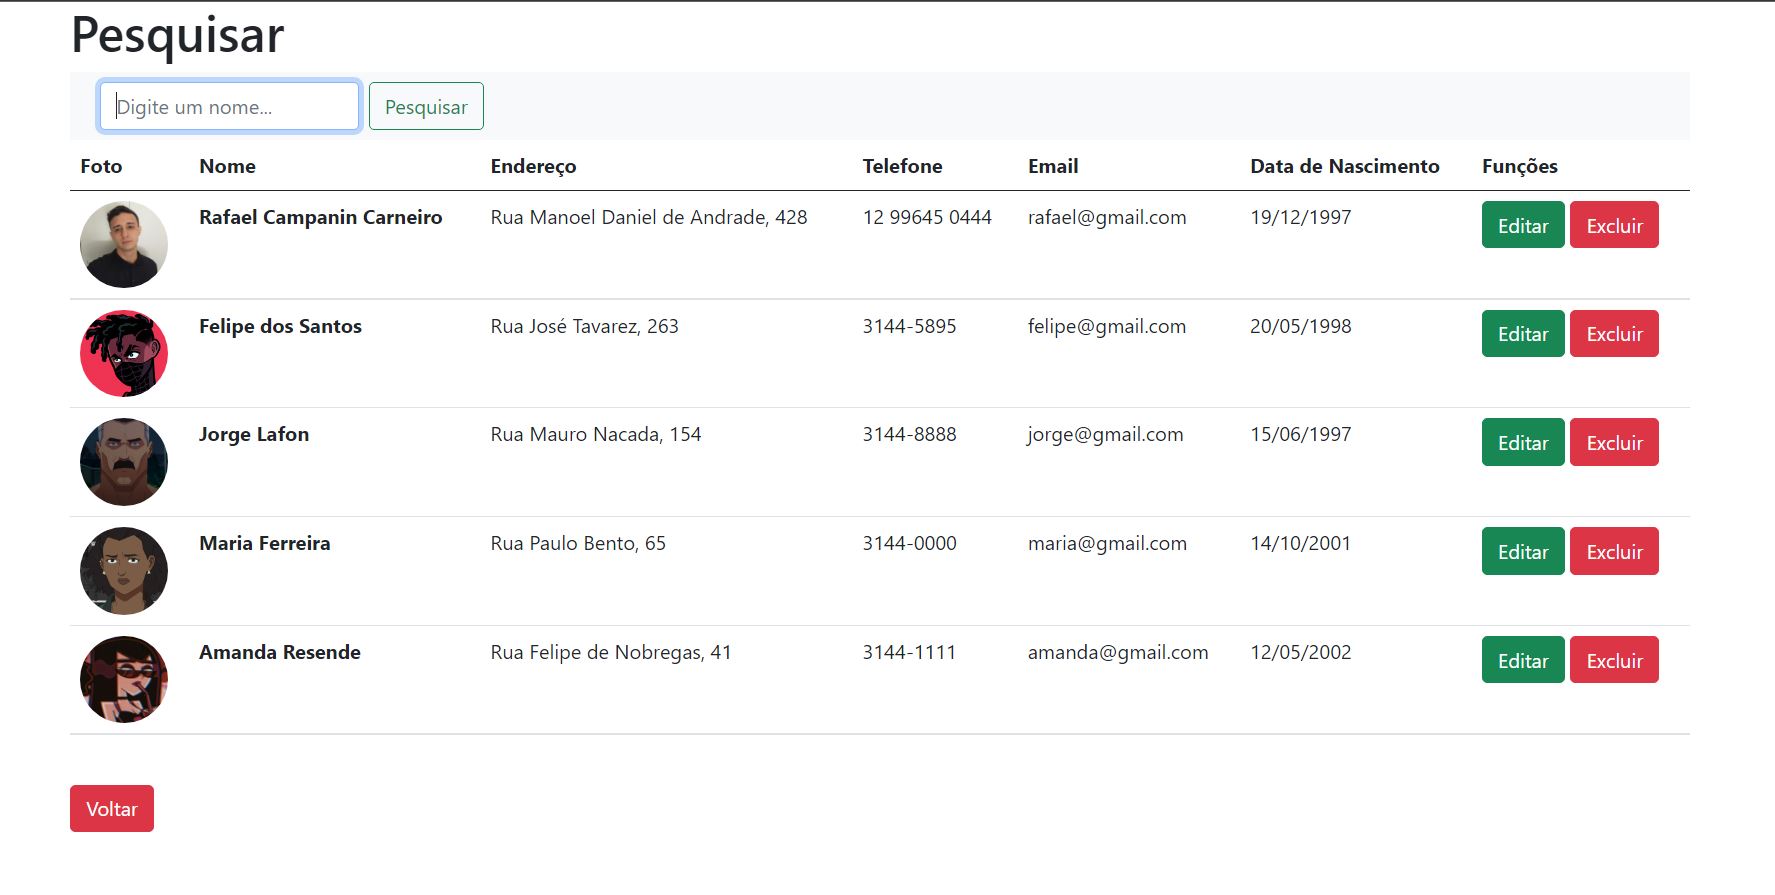 Pesquisar
Digite um nome... Pesquisar
Foto Nome Endereço Telefone Email Data de Nascimento Funções
Rafael Campanin Carneiro Rua Manoel Daniel de Andrade, 428 12 99645 0444 rafael@gmail.com 19/12/1997 Editar Excluir
Felipe dos Santos Rua José Tavarez, 263 3144-5895 felipe@gmail.com 20/05/1998 Editar Excluir
Jorge Lafon Rua Mauro Nacada, 154 3144-8888 jorge@gmail.com 15/06/1997 Editar Excluir
Maria Ferreira Rua Paulo Bento, 65 3144-0000 maria@gmail.com 14/10/2001 Editar Excluir
Amanda Resende Rua Felipe de Nobregas, 41 3144-1111 amanda@gmail.com 12/05/2002 Editar Excluir
Voltar